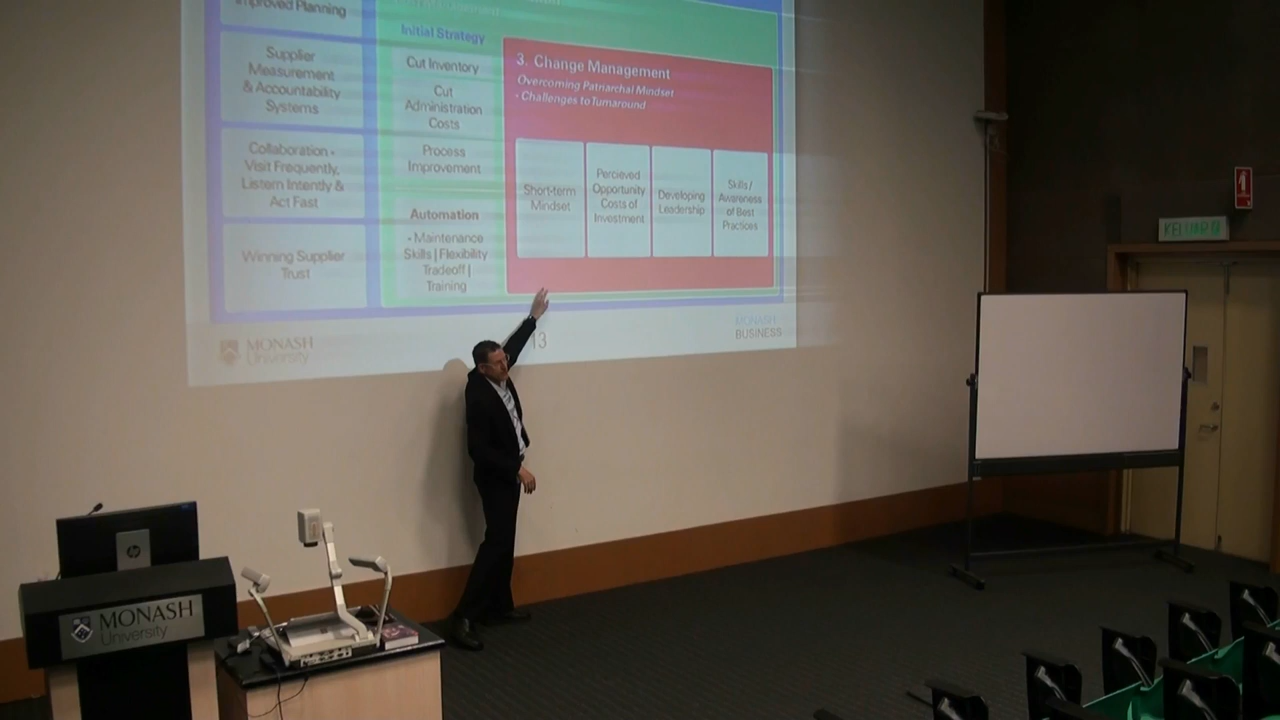 Improved Planning
Supplier
Measurement
& Accountability
Systems
Collaboration -
Visit Frequently,
Listern Intently &
Act Fast
Winning Supplier
Trust
Initial Strategy
Cut Inventory
Cut
Administration
Costs
Process
Improvement
Automation
- Maintenance
Skills | Flexibility
Tradeoff |
Training
3. Change Management
Overcoming Patriarchal Mindset
- Challenges to Turnaround
Short-term
Mindset
Percieved
Opportunity
Costs of
Investment
Developing
Leadership
Skills /
Awareness
of Best
Practices
MONASH
University
13
MONASH
BUSINESS
KELUAR
hp
MONASH
University